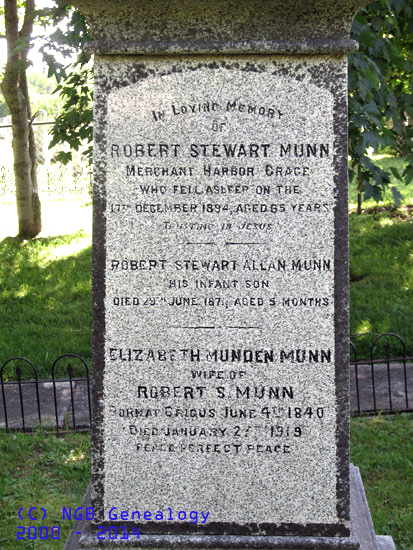 IN LOVING MEMORY
OF
ROBERT STEWART MUNN
MERCHANT HARBOR GRACE
WHO FELL ASLEEP ON THE
17TH DECEMBER 1894, AGED 65 YEARS
TRUSTING IN JESUS
ROBERT STEWART ALLAN MUNN
HIS INFANT SON
DIED 29TH JUNE AGED 5 MONTHS
ELIZABETH MUNDEN MUNN
WIFE OF
ROBERT S. MUNN
BORN AT BRIGUS JUNE 4TH 1840
DIED JANUARY 1919
PEACE PERFECT PEACE
(C) NGB Genealogy
2000 - 2014